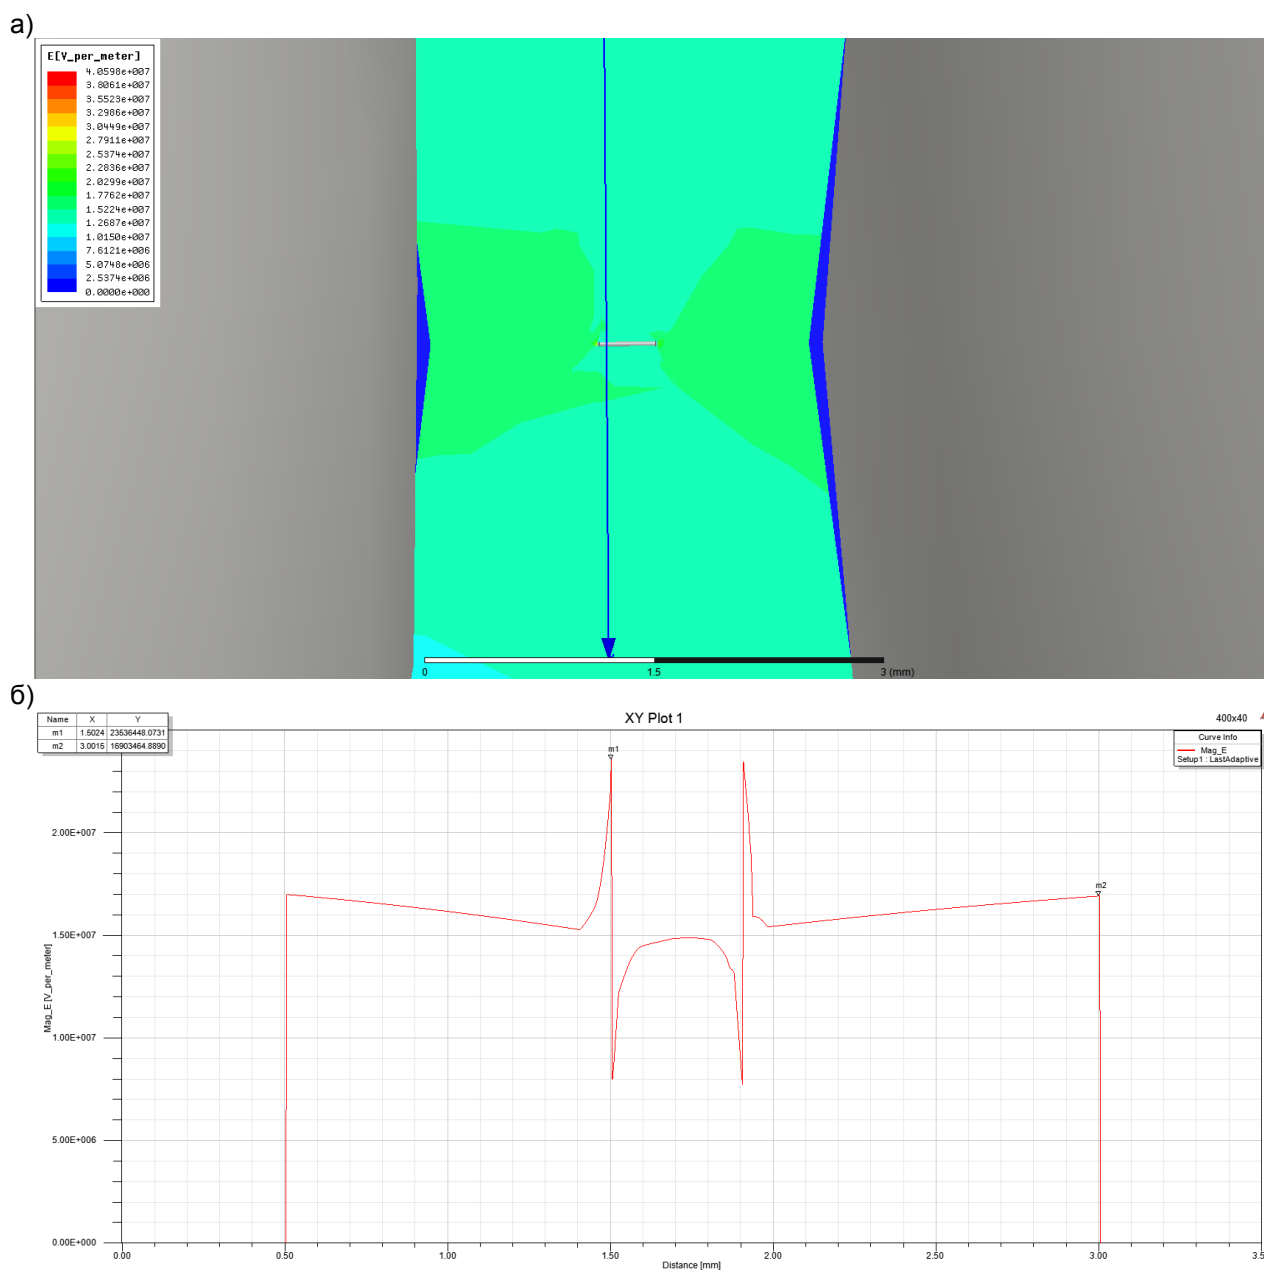 а)
E[V_per_meter]
4.0598e+007
3.8061e+007
3.5523e+007
3.2986e+007
3.0449e+007
2.7911e+007
2.5374e+007
2.2836e+007
2.0299e+007
1.7762e+007
1.5224e+007
1.2687e+007
1.0150e+007
7.6121e+006
5.0748e+006
2.5374e+006
0.0000e+000
0 1.5 3 (mm)
б)
Name X Y
m1 1.5024 23536448.0731
m2 3.0015 16903464.8890
XY Plot 1
400x40
Curve Info
Mag_E
Setup1 : LastAdaptive
m1
m2
Mag_E [V_per_meter]
2.00E+007
1.50E+007
1.00E+007
5.00E+006
0.00E+000
0.00 0.50 1.00 1.50 2.00 2.50 3.00 3.5
Distance [mm]